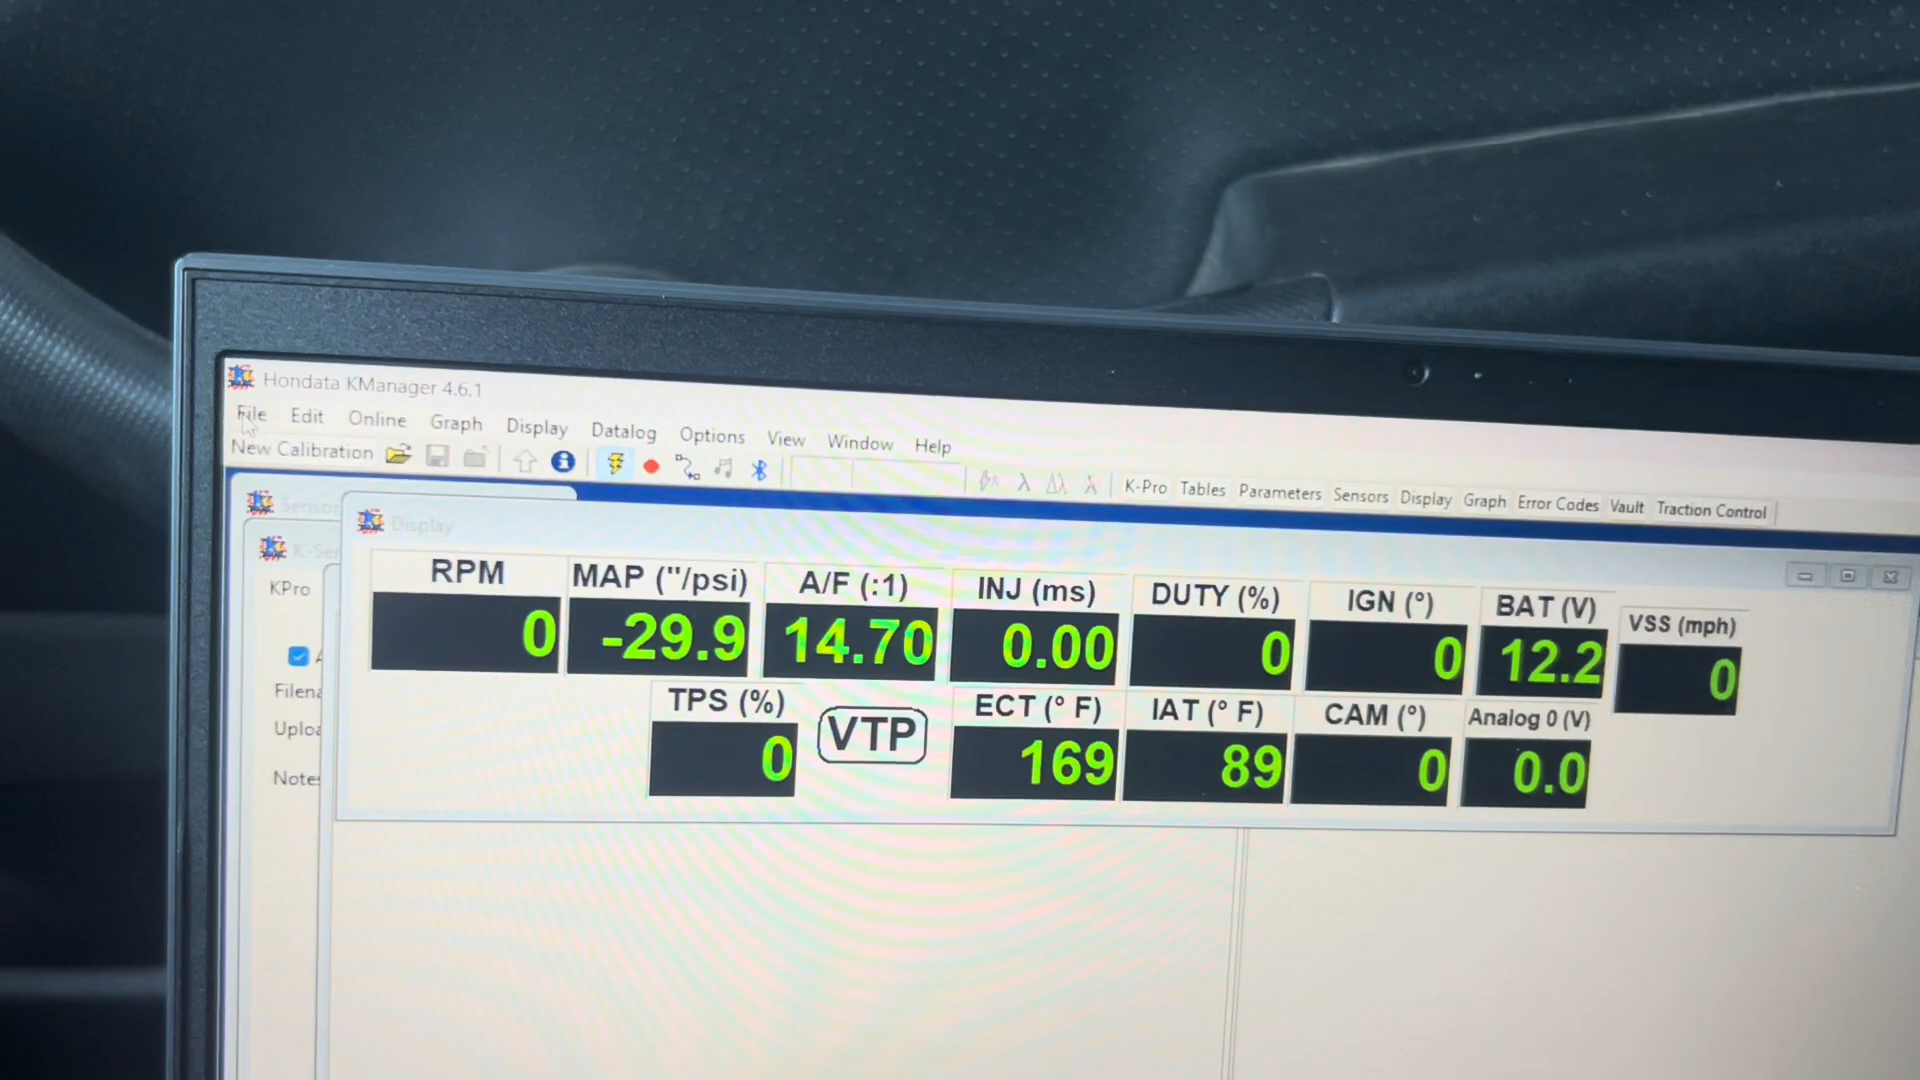 Hondata KManager 4.6.1
File Edit Online Graph Display Datalog Options View Window Help
New Calibration K-Pro Tables Parameters Sensors Display Graph Error Codes Vault Traction Control
Display
KPro
RPM MAP ("/psi) A/F (:1) INJ (ms) DUTY (%) IGN (°) BAT (V) VSS (mph)
0 -29.9 14.70 0.00 0 0 12.2 0
TPS (%) VTP ECT (° F) IAT (° F) CAM (°) Analog 0 (V)
0 169 89 0 0.0